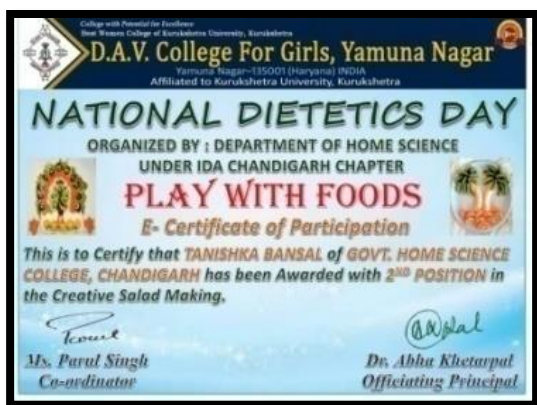 College with Potential for Excellence
Best Women College of Kurukshetra University, Kurukshetra
D.A.V. College For Girls, Yamuna Nagar
Yamuna Nagar-135001 (Haryana) INDIA
Affiliated to Kurukshetra University, Kurukshetra
NATIONAL DIETETICS DAY
ORGANIZED BY : DEPARTMENT OF HOME SCIENCE
UNDER IDA CHANDIGARH CHAPTER
PLAY WITH FOODS
E- Certificate of Participation
This is to Certify that TANISHKA BANSAL of GOVT. HOME SCIENCE
COLLEGE, CHANDIGARH has been Awarded with 2ND POSITION in
the Creative Salad Making.
Ms. Parul Singh
Co-ordinator
Dr. Abha Khetarpal
Officiating Principal